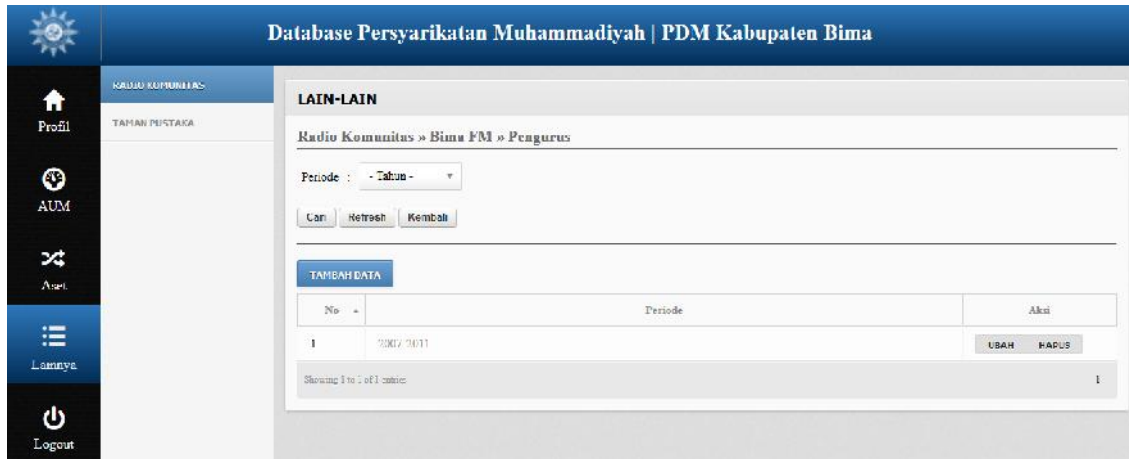 Database Persyarikatan Muhammadiyah | PDM Kabupaten Bima
Profil
AUM
Aset
Lainnya
Logout
RADIO KOMUNITAS
TAMAN PUSTAKA
LAIN-LAIN
Radio Komunitas » Bima FM » Pengurus
Periode : - Tahun -
Cari Refresh Kembali
TAMBAH DATA
No Periode Aksi
1 2007-2011 UBAH HAPUS
Showing 1 to 1 of 1 entries 1